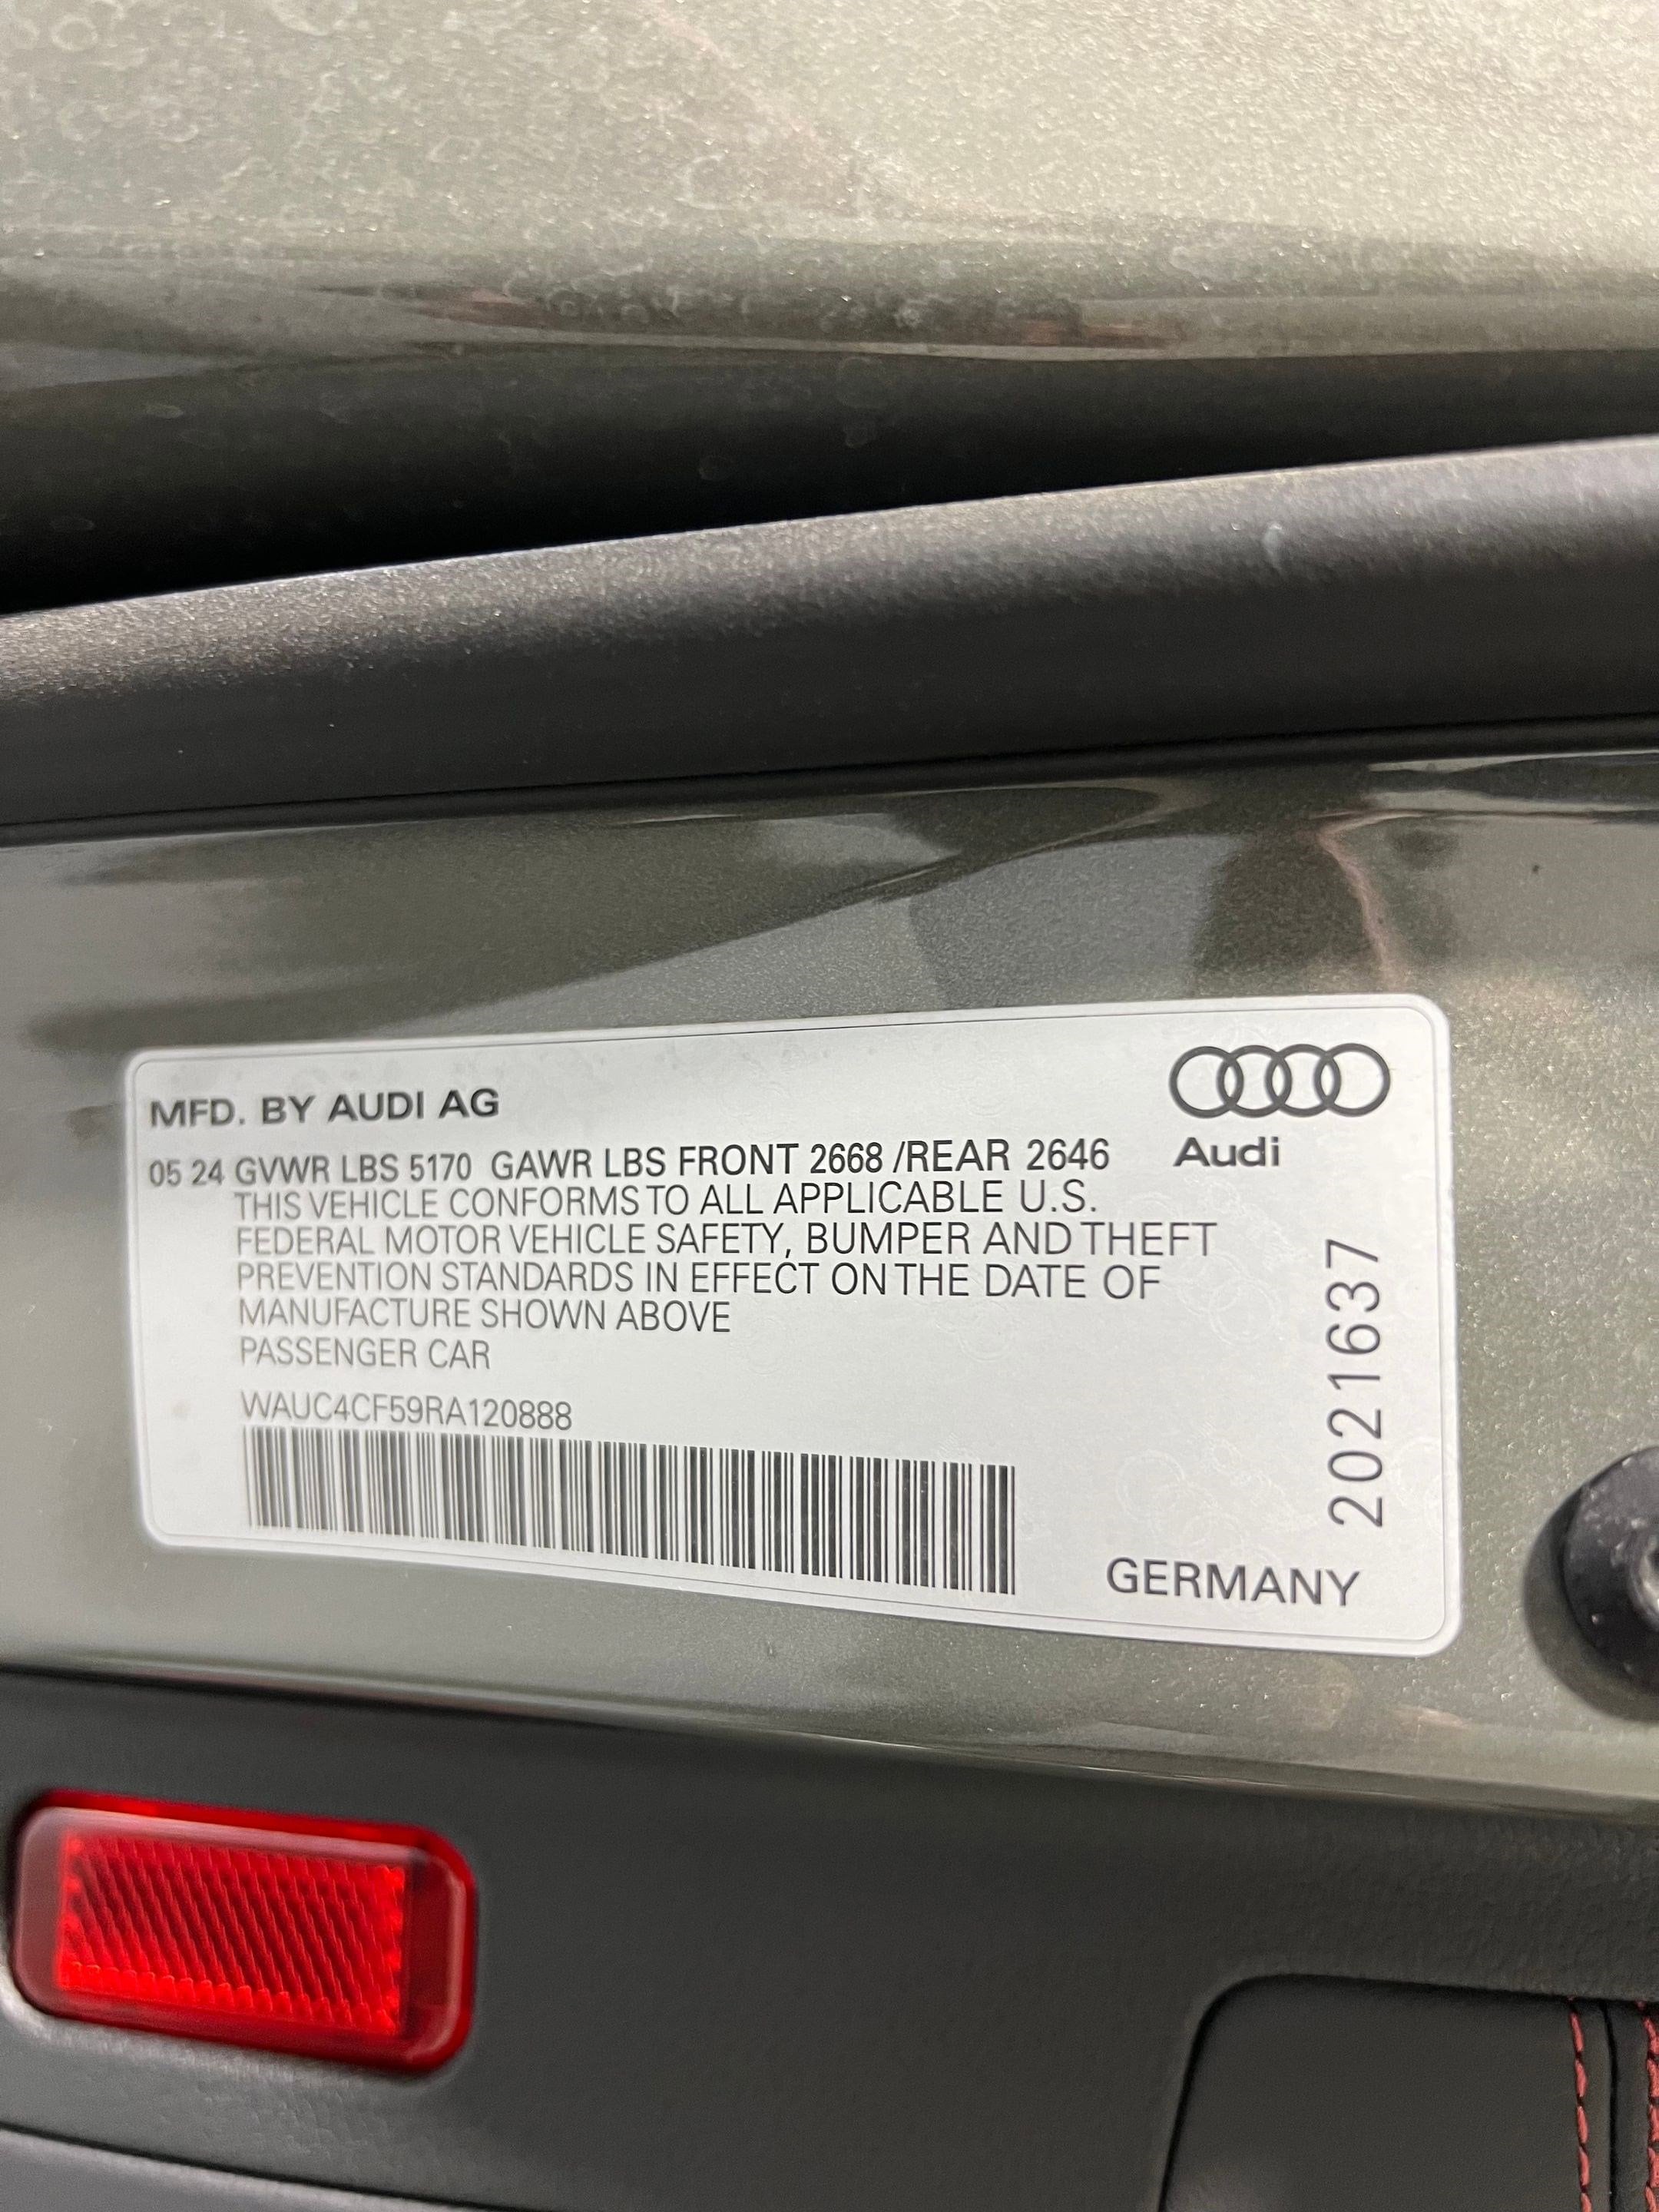 MFD. BY AUDI AG
Audi
05 24 GVWR LBS 5170 GAWR LBS FRONT 2668 /REAR 2646
THIS VEHICLE CONFORMS TO ALL APPLICABLE U.S.
FEDERAL MOTOR VEHICLE SAFETY, BUMPER AND THEFT
PREVENTION STANDARDS IN EFFECT ON THE DATE OF
MANUFACTURE SHOWN ABOVE
PASSENGER CAR
WAUC4CF59RA120888
2021637
GERMANY